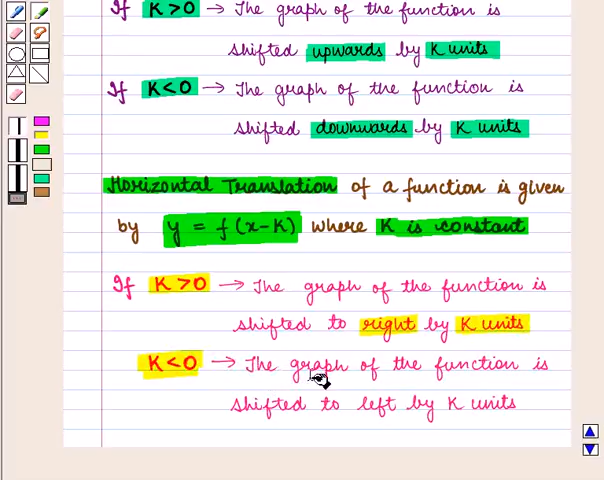 If K>0 → The graph of the function is
shifted upwards by K units
If K<0 → The graph of the function is
shifted downwards by K units
Horizontal Translation of a function is given
by y = f(x-K) where K is constant
If K>0 → The graph of the function is
shifted to right by K units
K<0 → The graph of the function is
shifted to left by K units